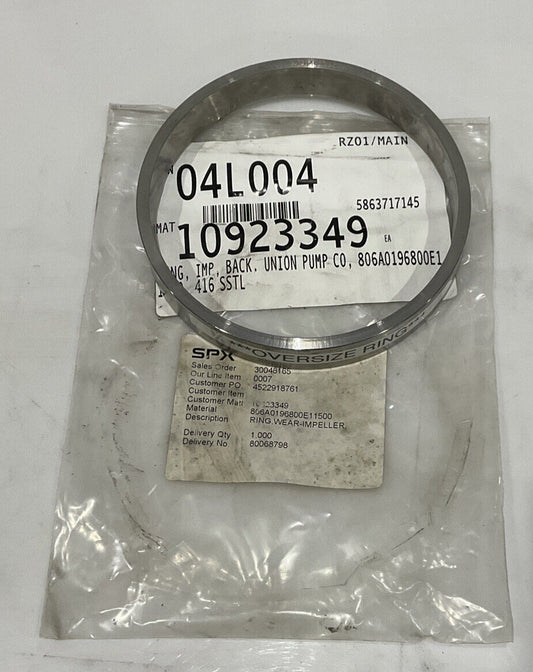 RZ01/MAIN
04L004
5863717145
MAT 10923349 EA
IMP, BACK, UNION PUMP CO, 806A0196800E1
416 SSTL
***OVERSIZE RING***
SPX
Sales Order 30048165
Our Line Item 0007
Customer PO 4522918761
Customer Item
Customer Matl 10923349
Material 806A0196800E11500
Description RING,WEAR-IMPELLER,
Delivery Qty 1.000
Delivery No 80068798